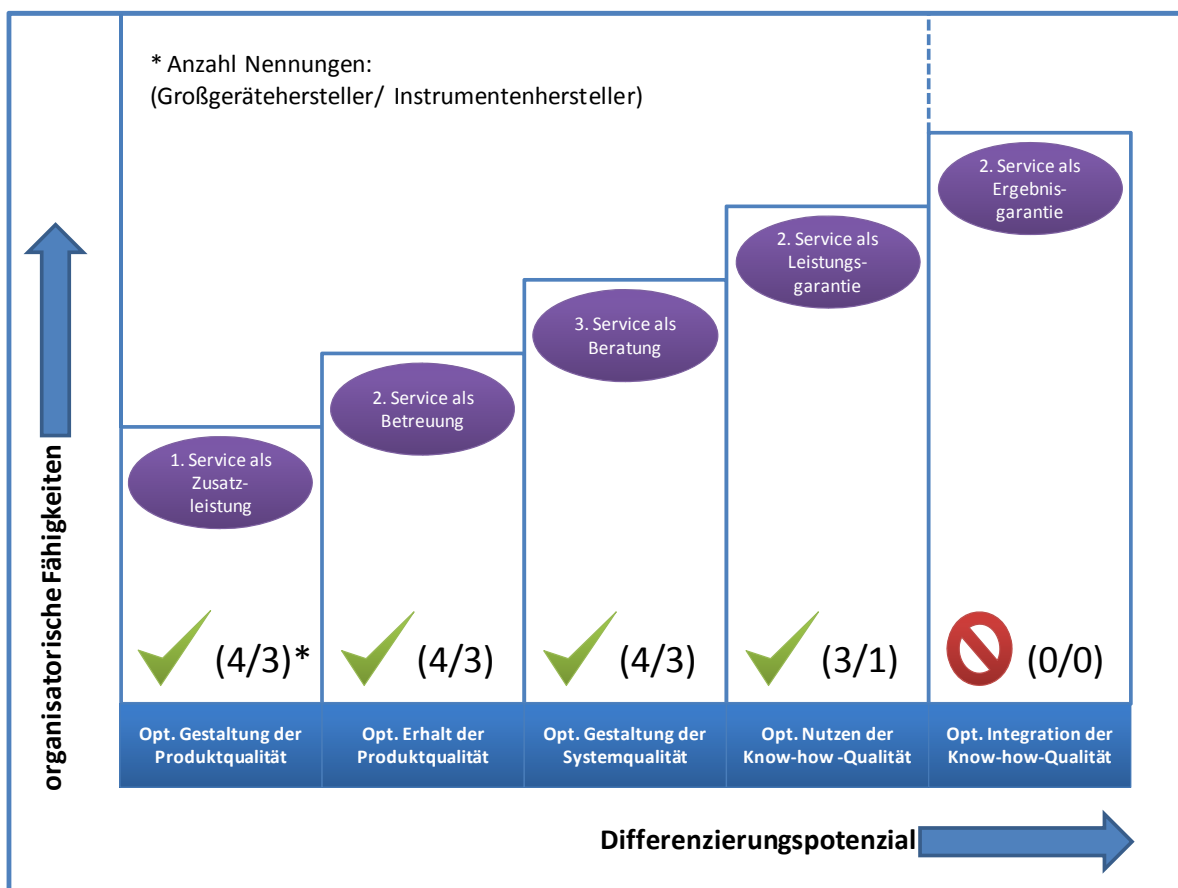 * Anzahl Nennungen:
(Großgerätehersteller/ Instrumentenhersteller)
2. Service als
Ergebnis-
garantie
2. Service als
Leistungs-
garantie
3. Service als
Beratung
2. Service als
Betreuung
1. Service als
Zusatz-
leistung
organisatorische Fähigkeiten
(4/3)*
(4/3)
(4/3)
(3/1)
(0/0)
Opt. Gestaltung der
Produktqualität
Opt. Erhalt der
Produktqualität
Opt. Gestaltung der
Systemqualität
Opt. Nutzen der
Know-how -Qualität
Opt. Integration der
Know-how-Qualität
Differenzierungspotenzial